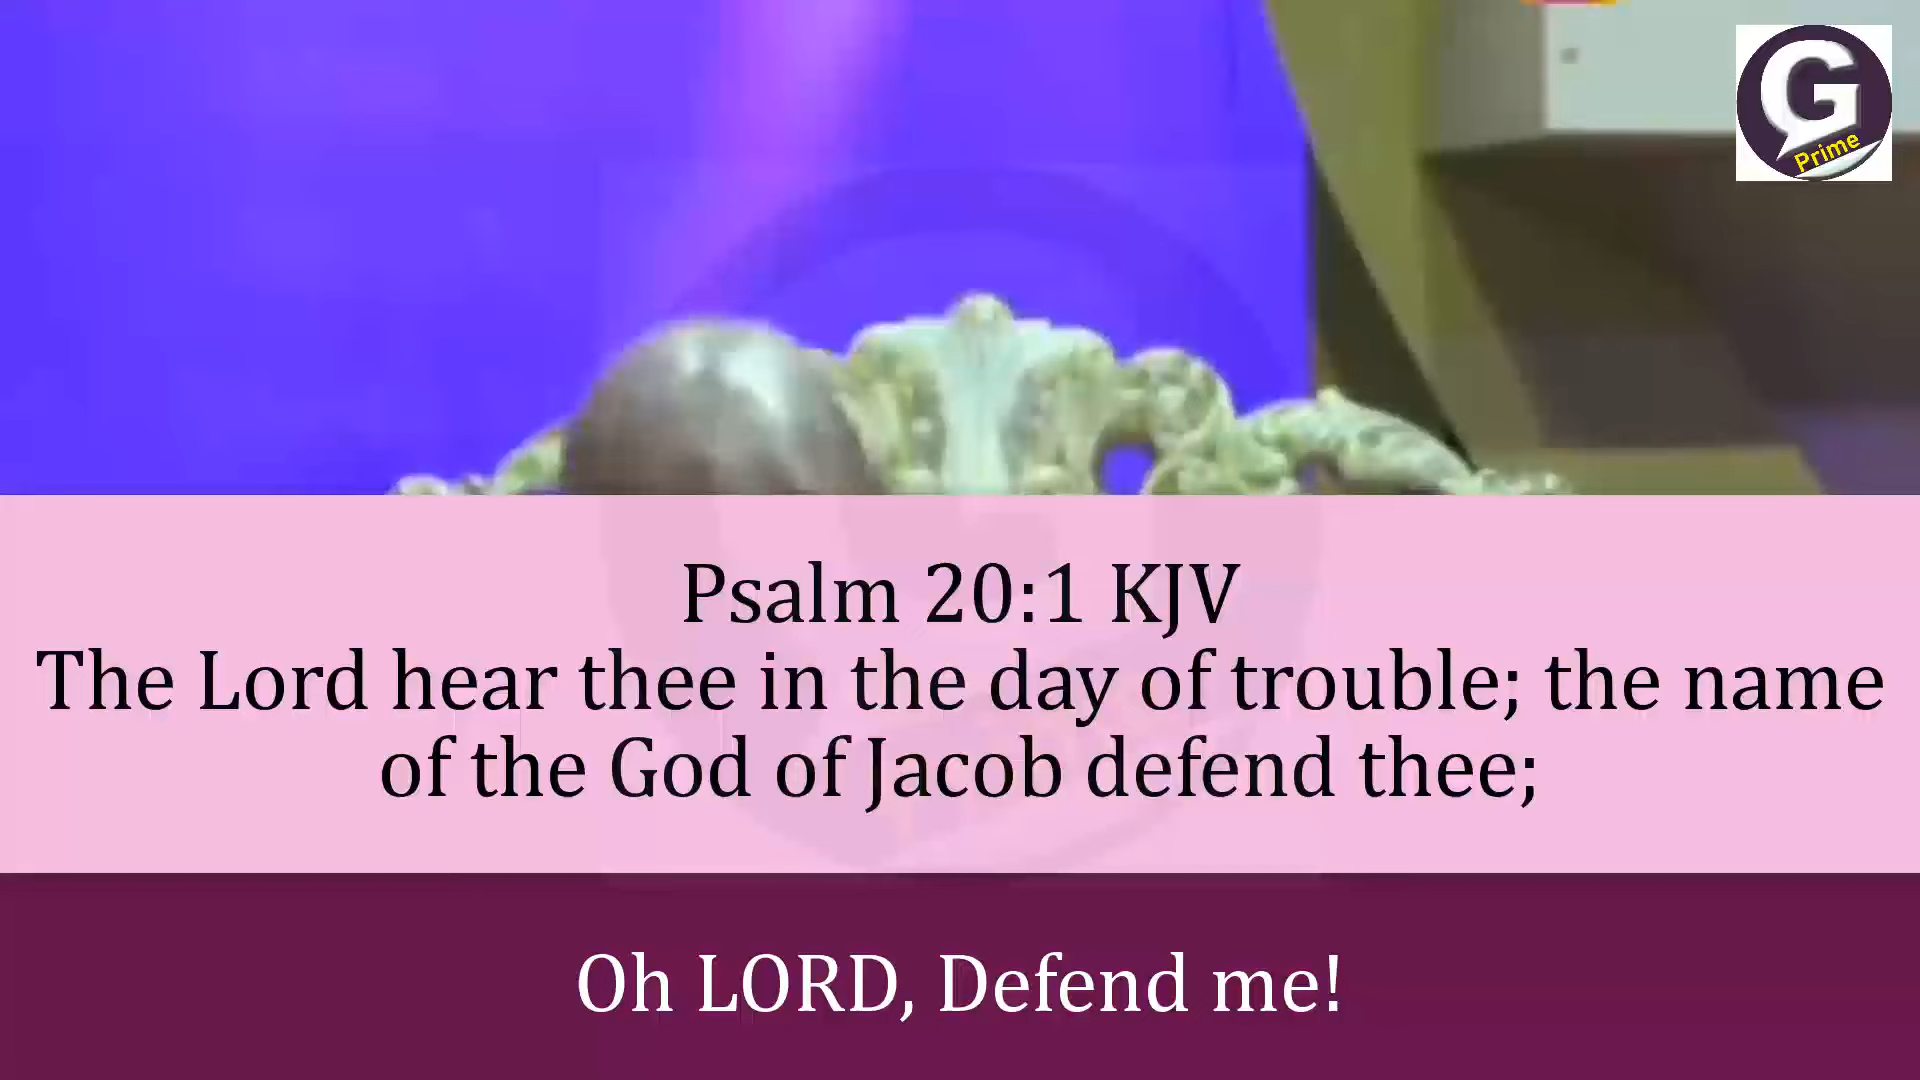 G
Prime
Psalm 20:1 KJV
The Lord hear thee in the day of trouble; the name
of the God of Jacob defend thee;
Oh LORD, Defend me!